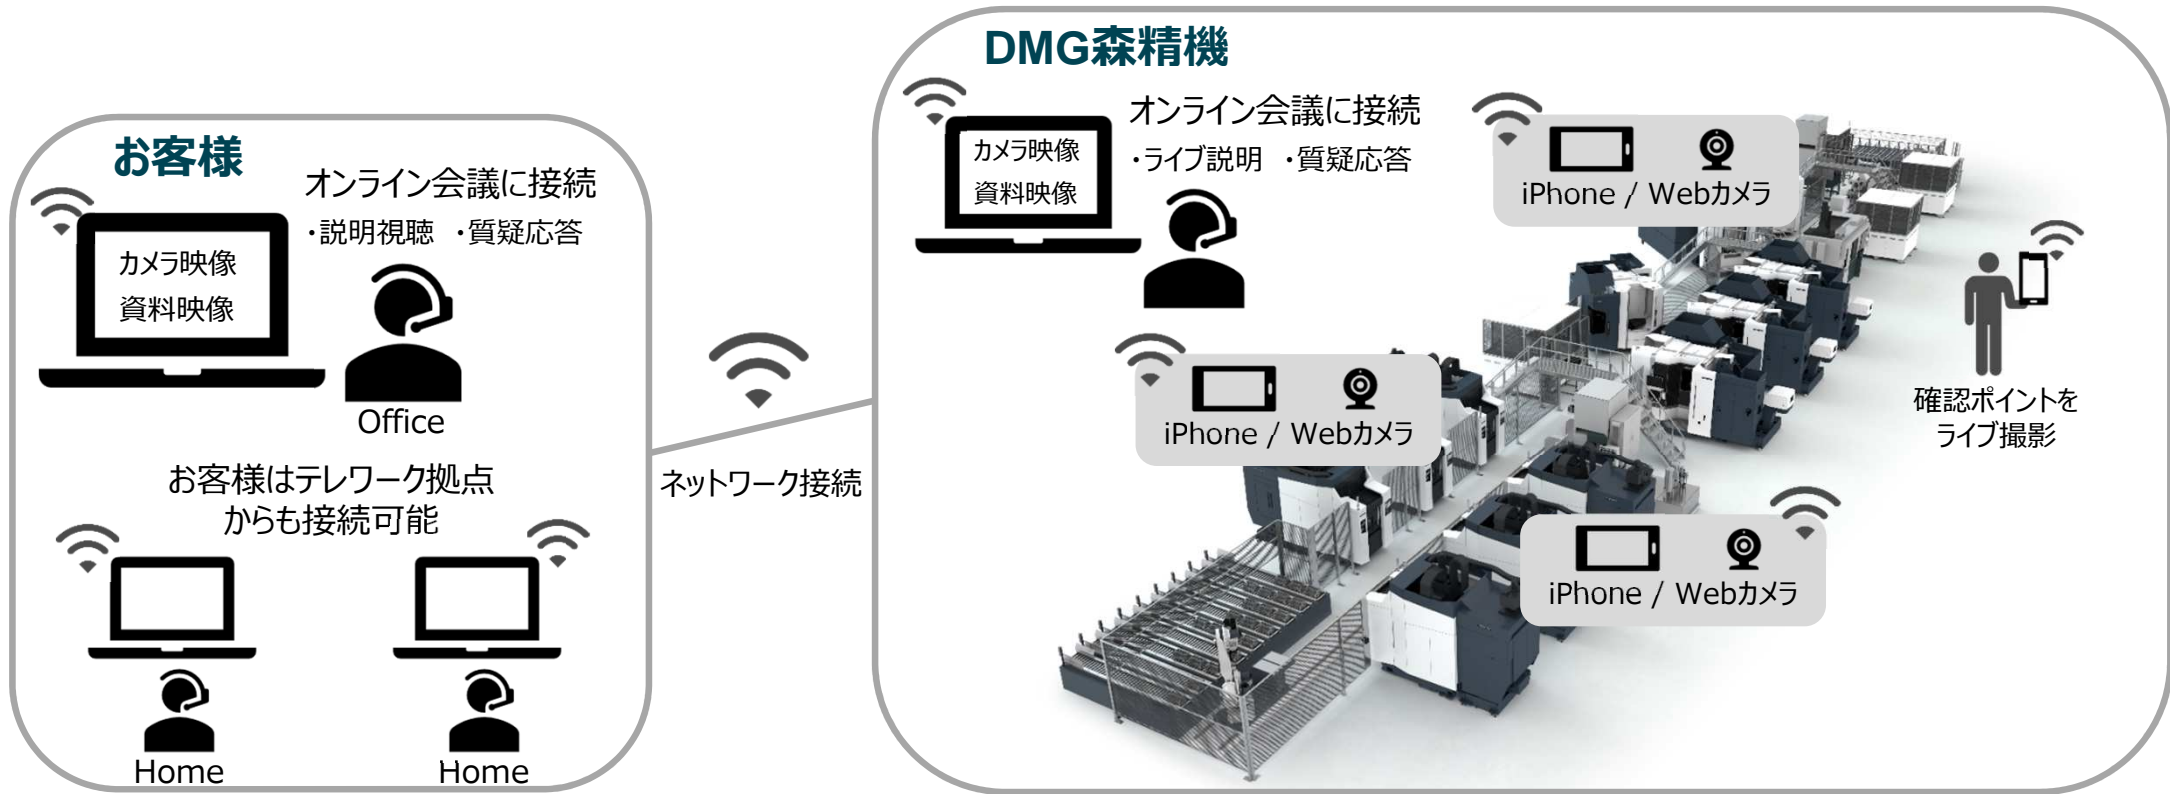 お客様
オンライン会議に接続
・説明視聴 ・質疑応答
カメラ映像
資料映像
Office
お客様はテレワーク拠点
からも接続可能
Home
Home
ネットワーク接続
DMG森精機
カメラ映像
資料映像
オンライン会議に接続
・ライブ説明 ・質疑応答
iPhone / Webカメラ
iPhone / Webカメラ
iPhone / Webカメラ
確認ポイントを
ライブ撮影